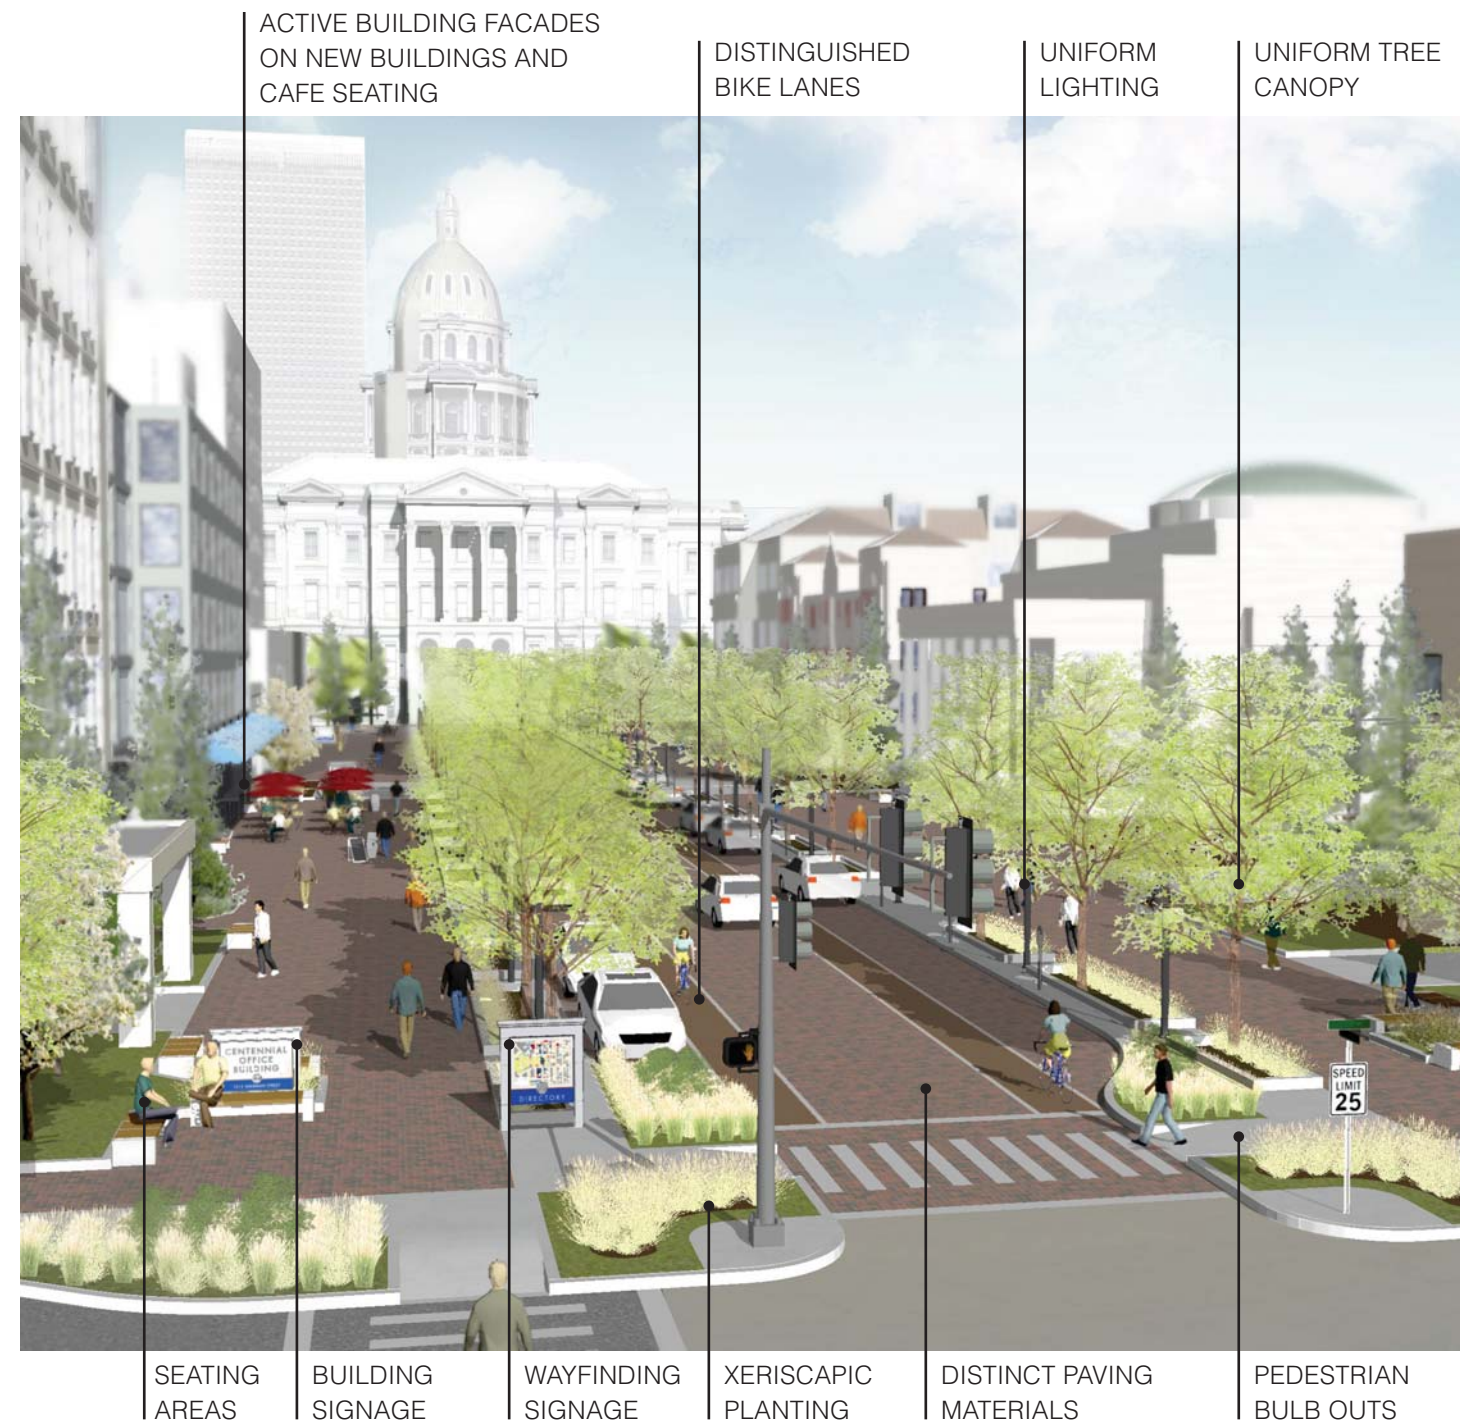 ACTIVE BUILDING FACADES
ON NEW BUILDINGS AND
CAFE SEATING
DISTINGUISHED
BIKE LANES
UNIFORM
LIGHTING
UNIFORM TREE
CANOPY
CENTENNIAL
OFFICE
BUILDING
DIRECTORY
SPEED
LIMIT
25
SEATING
AREAS
BUILDING
SIGNAGE
WAYFINDING
SIGNAGE
XERISCAPIC
PLANTING
DISTINCT PAVING
MATERIALS
PEDESTRIAN
BULB OUTS